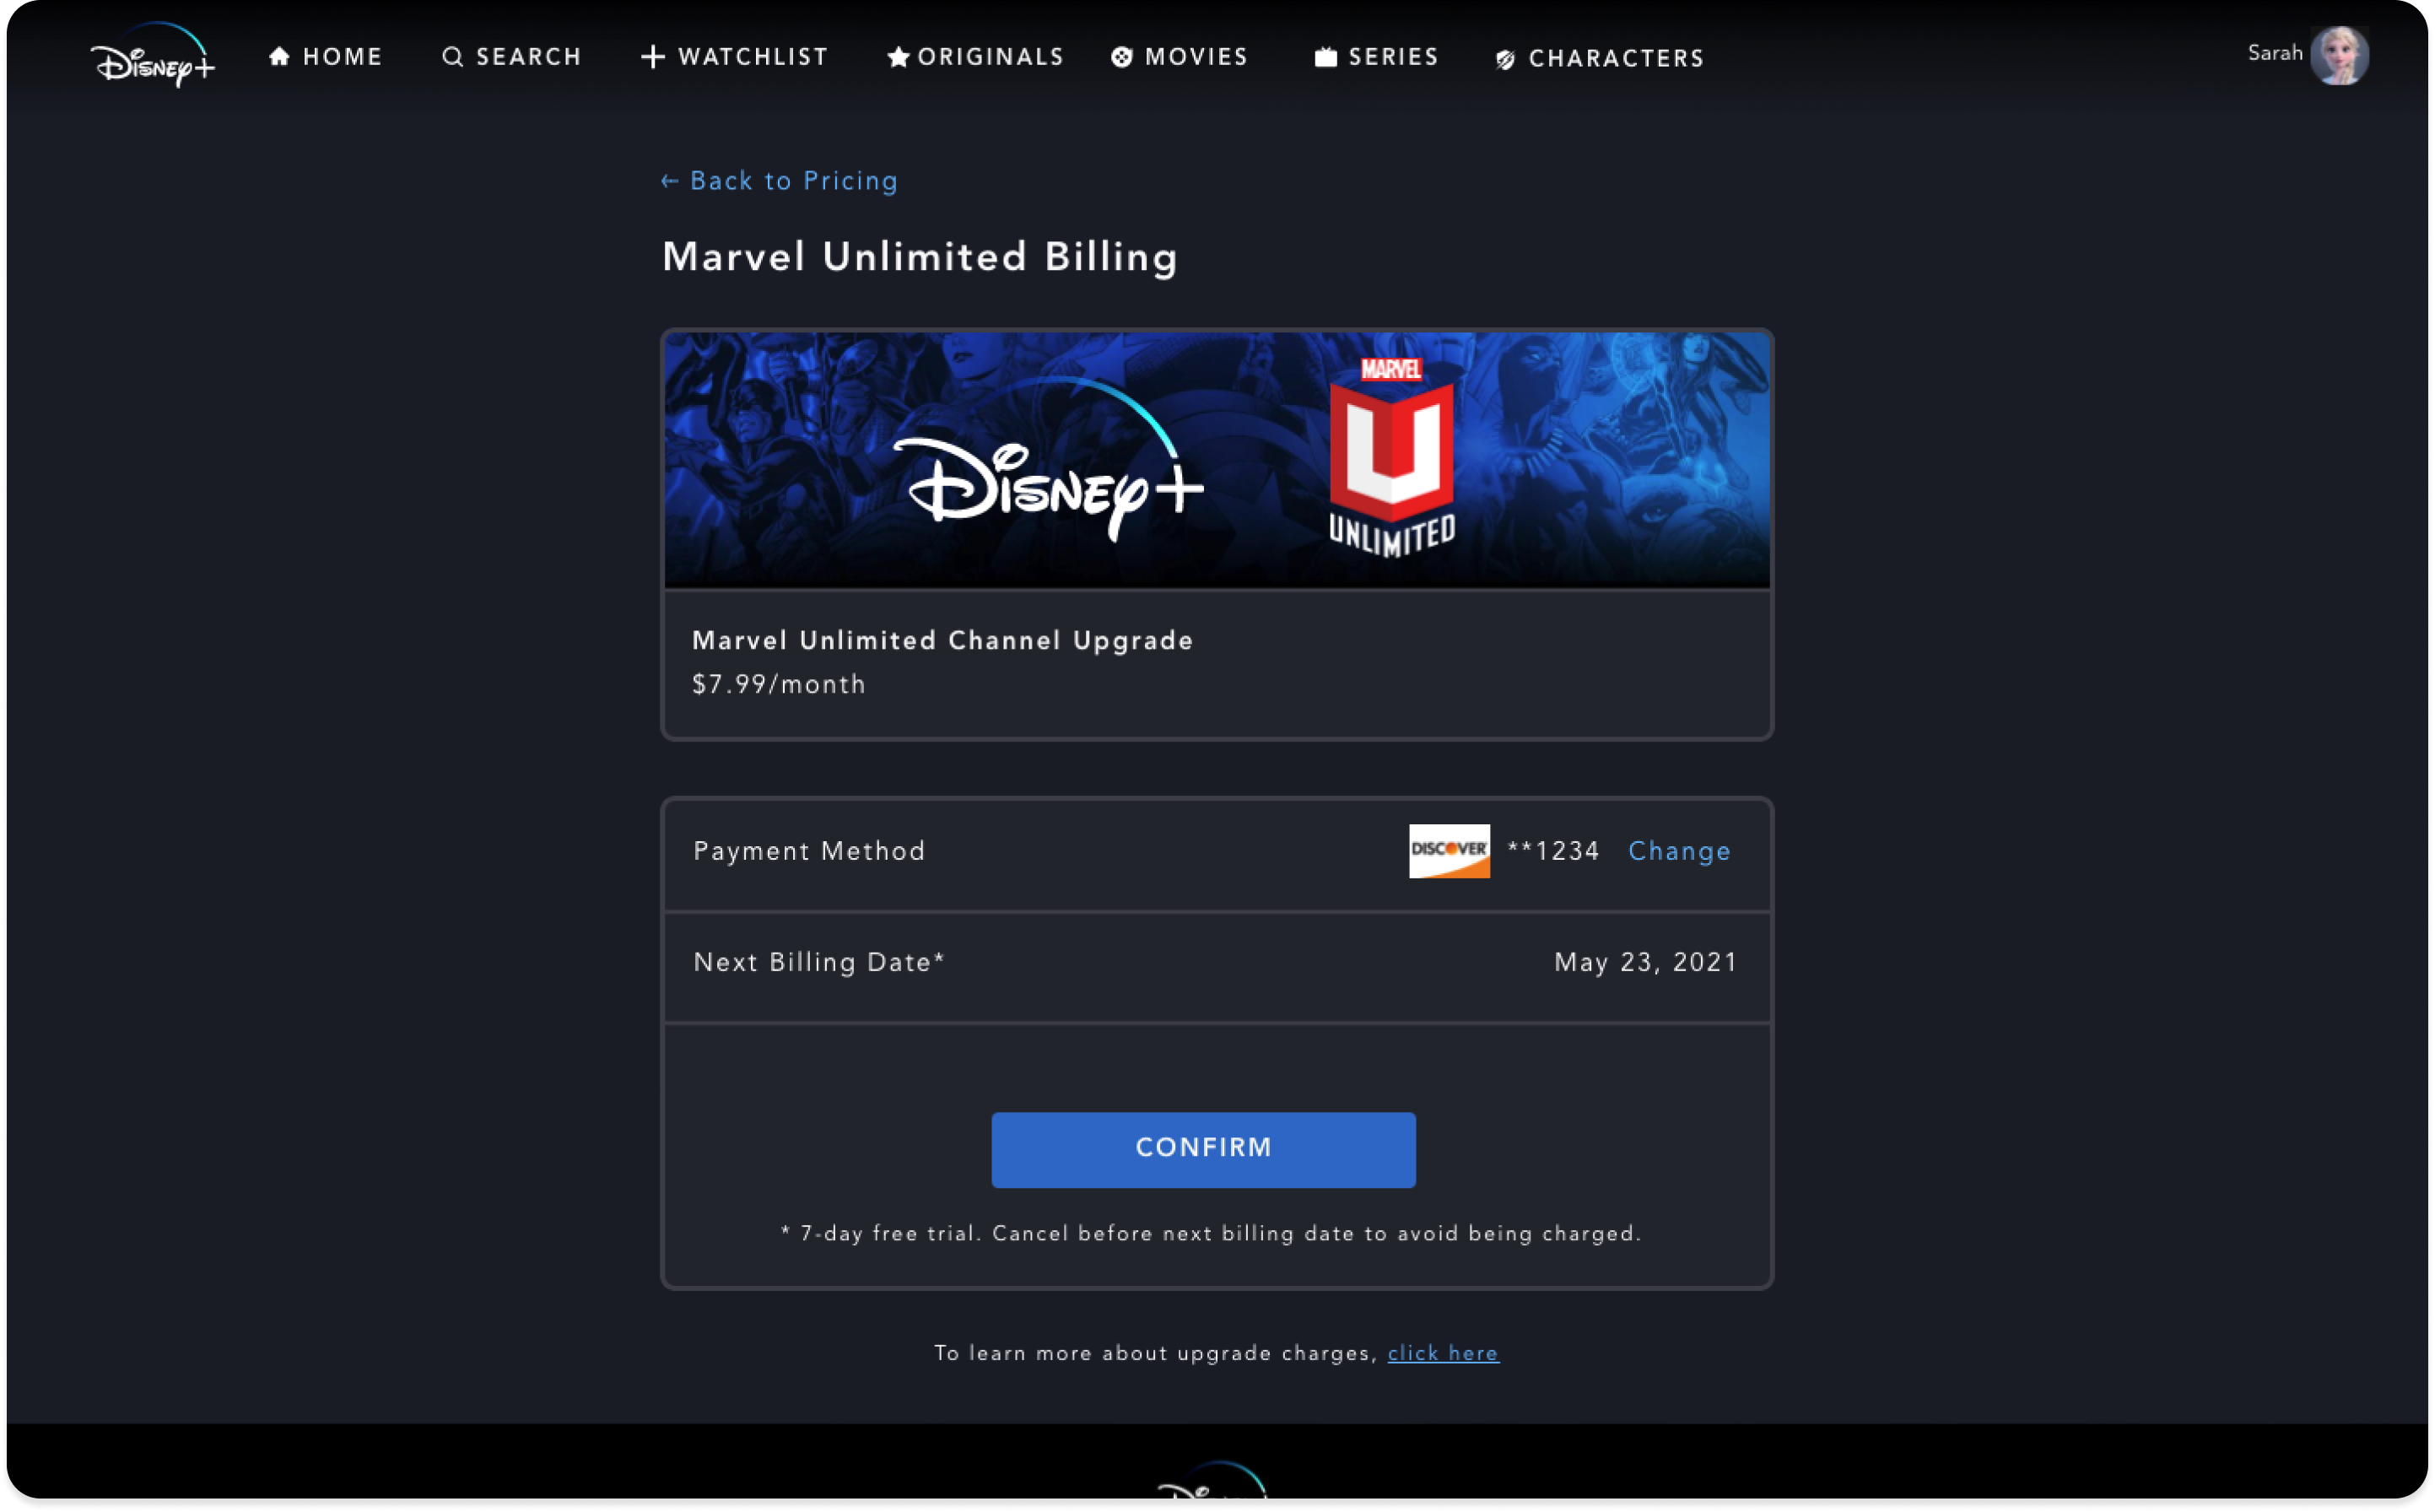 Disney+ HOME SEARCH WATCHLIST ORIGINALS MOVIES SERIES CHARACTERS Sarah
← Back to Pricing
Marvel Unlimited Billing
MARVEL
Disney+
UNLIMITED
Marvel Unlimited Channel Upgrade
$7.99/month
Payment Method DISCOVER **1234 Change
Next Billing Date* May 23, 2021
CONFIRM
* 7-day free trial. Cancel before next billing date to avoid being charged.
To learn more about upgrade charges, click here